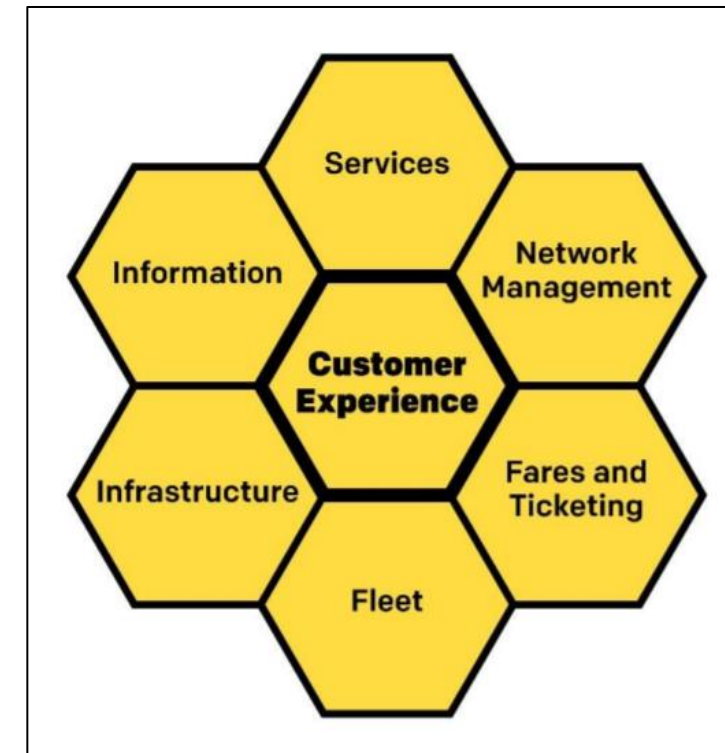 Services
Information
Network
Management
Customer
Experience
Infrastructure
Fares and
Ticketing
Fleet